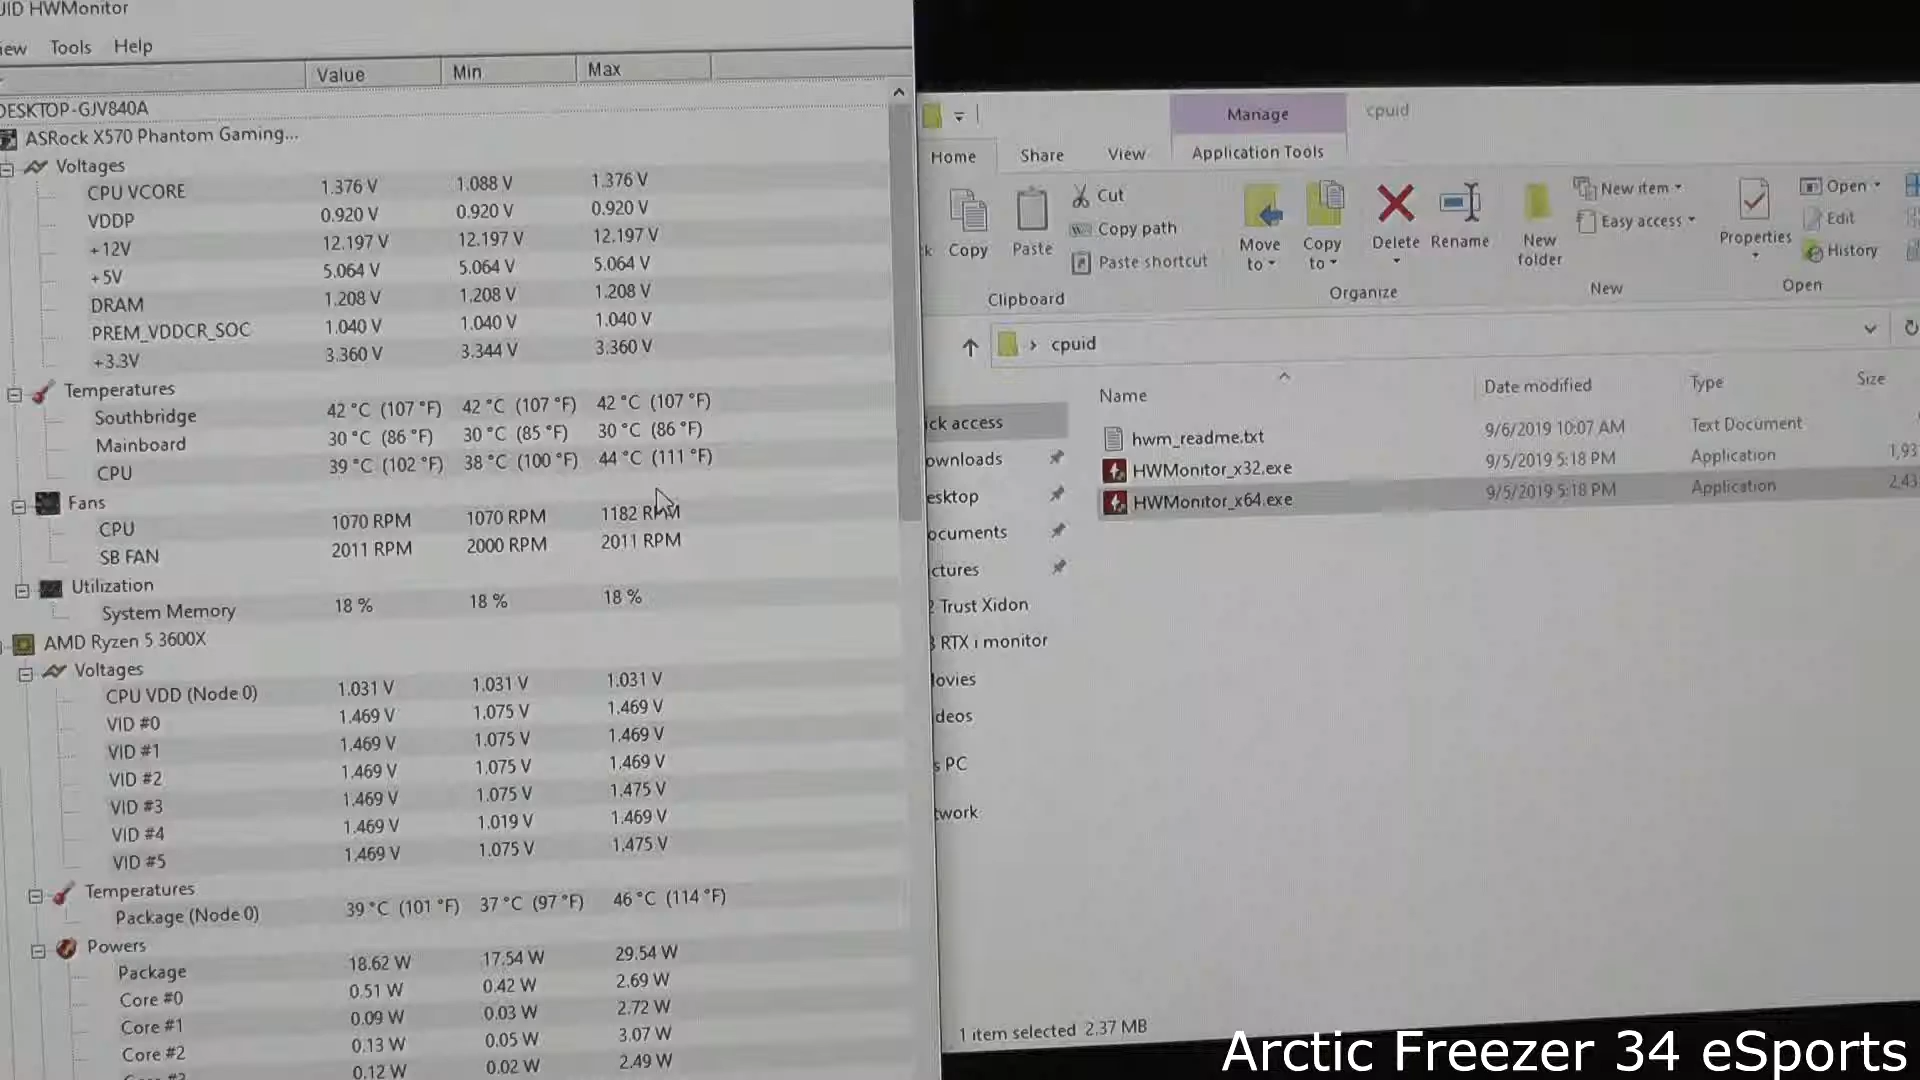 UID HWMonitor
iew Tools Help
Value Min Max
DESKTOP-GJV840A
ASRock X570 Phantom Gaming...
Voltages
CPU VCORE 1.376 V 1.088 V 1.376 V
VDDP 0.920 V 0.920 V 0.920 V
+12V 12.197 V 12.197 V 12.197 V
+5V 5.064 V 5.064 V 5.064 V
DRAM 1.208 V 1.208 V 1.208 V
PREM_VDDCR_SOC 1.040 V 1.040 V 1.040 V
+3.3V 3.360 V 3.344 V 3.360 V
Temperatures
Southbridge 42 °C (107 °F) 42 °C (107 °F) 42 °C (107 °F)
Mainboard 30 °C (86 °F) 30 °C (85 °F) 30 °C (86 °F)
CPU 39 °C (102 °F) 38 °C (100 °F) 44 °C (111 °F)
Fans
CPU 1070 RPM 1070 RPM 1182 RPM
SB FAN 2011 RPM 2000 RPM 2011 RPM
Utilization
System Memory 18 % 18 % 18 %
AMD Ryzen 5 3600X
Voltages
CPU VDD (Node 0) 1.031 V 1.031 V 1.031 V
VID #0 1.469 V 1.075 V 1.469 V
VID #1 1.469 V 1.075 V 1.469 V
VID #2 1.469 V 1.075 V 1.469 V
VID #3 1.469 V 1.075 V 1.475 V
VID #4 1.469 V 1.019 V 1.469 V
VID #5 1.469 V 1.075 V 1.475 V
Temperatures
Package (Node 0) 39 °C (101 °F) 37 °C (97 °F) 46 °C (114 °F)
Powers
Package 18.62 W 17.54 W 29.54 W
Core #0 0.51 W 0.42 W 2.69 W
Core #1 0.09 W 0.03 W 2.72 W
Core #2 0.13 W 0.05 W 3.07 W
0.12 W 0.02 W 2.49 W
Manage cpuid
Home Share View Application Tools
Copy
Paste
Cut
Copy path
Paste shortcut
Clipboard
Move to
Copy to
Delete
Rename
Organize
New folder
New item
Easy access
New
Properties
Open
Edit
History
Open
cpuid
Name Date modified Type Size
hwm_readme.txt 9/6/2019 10:07 AM Text Document
HWMonitor_x32.exe 9/5/2019 5:18 PM Application 1,93
HWMonitor_x64.exe 9/5/2019 5:18 PM Application 2,43
ick access
ownloads
esktop
ocuments
ctures
2 Trust Xidon
3 RTX i monitor
ovies
deos
s PC
twork
1 item selected 2.37 MB
Arctic Freezer 34 eSports